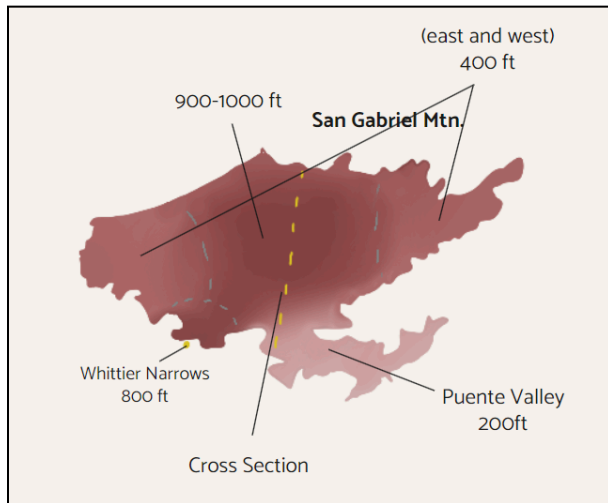 (east and west)
400 ft
900-1000 ft
San Gabriel Mtn.
Whittier Narrows
800 ft
Puente Valley
200ft
Cross Section